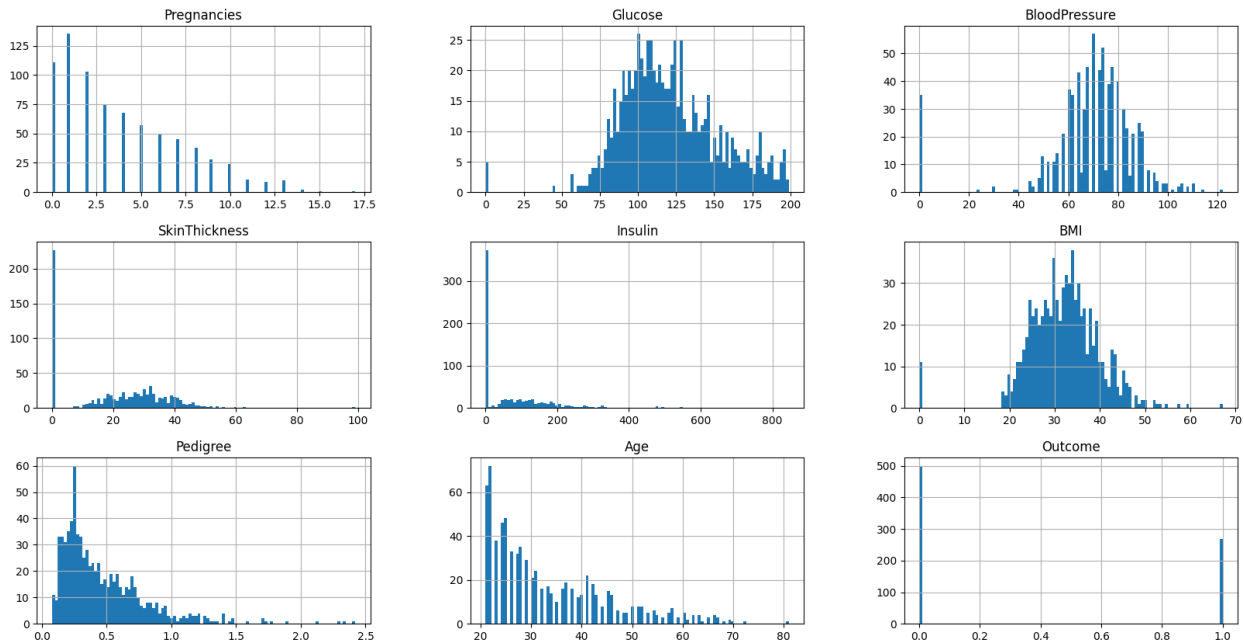 Pregnancies
125
100
75
50
25
0
0.0 2.5 5.0 7.5 10.0 12.5 15.0 17.5
Glucose
25
20
15
10
5
0
0 25 50 75 100 125 150 175 200
BloodPressure
50
40
30
20
10
0
0 20 40 60 80 100 120
SkinThickness
200
150
100
50
0
0 20 40 60 80 100
Insulin
300
200
100
0
0 200 400 600 800
BMI
30
20
10
0
0 10 20 30 40 50 60 70
Pedigree
60
50
40
30
20
10
0
0.0 0.5 1.0 1.5 2.0 2.5
Age
60
40
20
0
20 30 40 50 60 70 80
Outcome
500
400
300
200
100
0
0.0 0.2 0.4 0.6 0.8 1.0